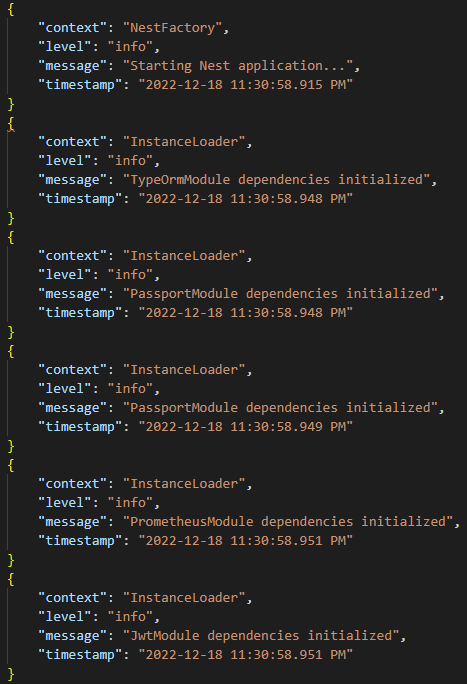 {
    "context": "NestFactory",
    "level": "info",
    "message": "Starting Nest application...",
    "timestamp": "2022-12-18 11:30:58.915 PM"
}
{
    "context": "InstanceLoader",
    "level": "info",
    "message": "TypeOrmModule dependencies initialized",
    "timestamp": "2022-12-18 11:30:58.948 PM"
}
{
    "context": "InstanceLoader",
    "level": "info",
    "message": "PassportModule dependencies initialized",
    "timestamp": "2022-12-18 11:30:58.948 PM"
}
{
    "context": "InstanceLoader",
    "level": "info",
    "message": "PassportModule dependencies initialized",
    "timestamp": "2022-12-18 11:30:58.949 PM"
}
{
    "context": "InstanceLoader",
    "level": "info",
    "message": "PrometheusModule dependencies initialized",
    "timestamp": "2022-12-18 11:30:58.951 PM"
}
{
    "context": "InstanceLoader",
    "level": "info",
    "message": "JwtModule dependencies initialized",
    "timestamp": "2022-12-18 11:30:58.951 PM"
}